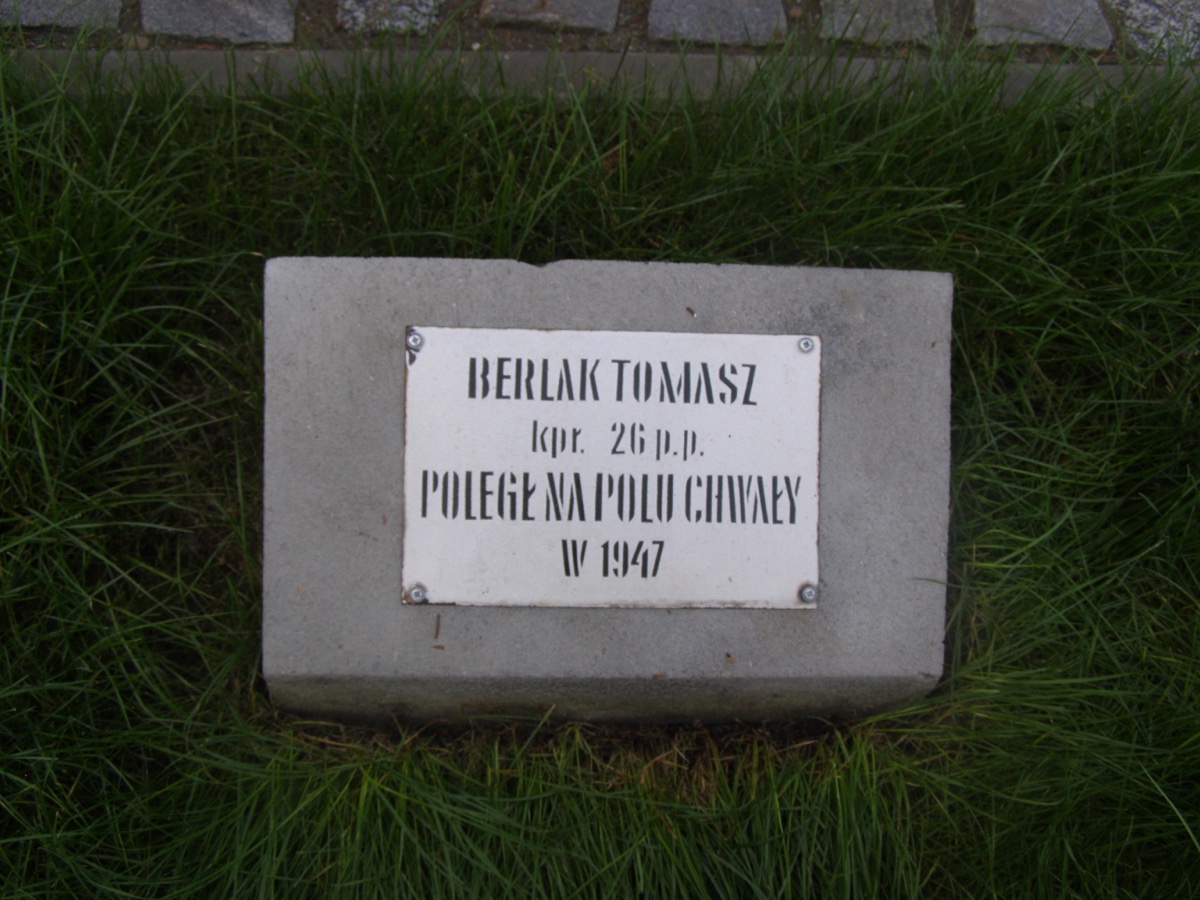 BERLAK TOMASZ
kpr. 26 p.p.
POLEGŁ NA POLU CHWAŁY
W 1947